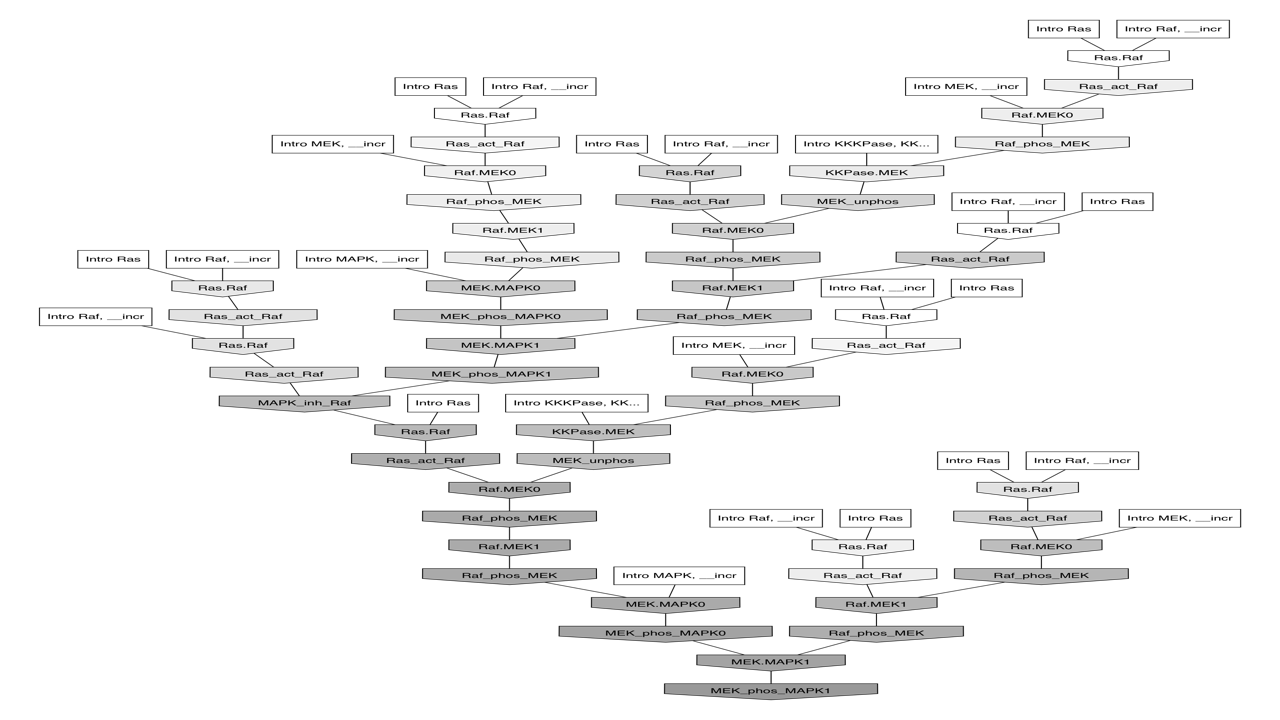 Intro Ras
Intro Raf, __incr
Ras.Raf
Intro Ras
Intro Raf, __incr
Intro MEK, __incr
Ras_act_Raf
Ras.Raf
Raf.MEK0
Intro MEK, __incr
Ras_act_Raf
Intro Ras
Intro Raf, __incr
Intro KKKPase, KK...
Raf_phos_MEK
Raf.MEK0
Ras.Raf
KKPase.MEK
Raf_phos_MEK
Ras_act_Raf
MEK_unphos
Intro Raf, __incr
Intro Ras
Raf.MEK1
Raf.MEK0
Ras.Raf
Intro Ras
Intro Raf, __incr
Intro MAPK, __incr
Raf_phos_MEK
Raf_phos_MEK
Ras_act_Raf
Ras.Raf
MEK.MAPK0
Raf.MEK1
Intro Raf, __incr
Intro Ras
Intro Raf, __incr
Ras_act_Raf
MEK_phos_MAPK0
Raf_phos_MEK
Ras.Raf
Ras.Raf
MEK.MAPK1
Intro MEK, __incr
Ras_act_Raf
Ras_act_Raf
MEK_phos_MAPK1
Raf.MEK0
MAPK_inh_Raf
Intro Ras
Intro KKKPase, KK...
Raf_phos_MEK
Ras.Raf
KKPase.MEK
Ras_act_Raf
MEK_unphos
Intro Ras
Intro Raf, __incr
Raf.MEK0
Ras.Raf
Raf_phos_MEK
Intro Raf, __incr
Intro Ras
Ras_act_Raf
Intro MEK, __incr
Raf.MEK1
Ras.Raf
Raf.MEK0
Raf_phos_MEK
Intro MAPK, __incr
Ras_act_Raf
Raf_phos_MEK
MEK.MAPK0
Raf.MEK1
MEK_phos_MAPK0
Raf_phos_MEK
MEK.MAPK1
MEK_phos_MAPK1